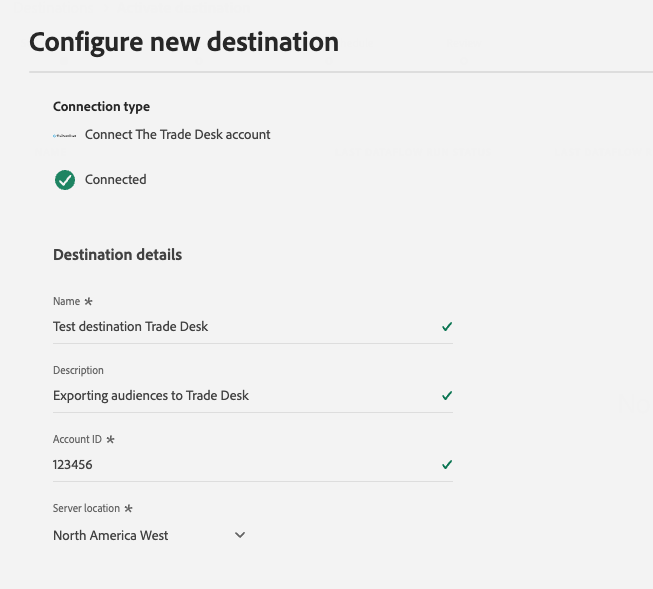 Configure new destination
Connection type
Connect The Trade Desk account
Connected
Destination details
Name *
Test destination Trade Desk
Description
Exporting audiences to Trade Desk
Account ID *
123456
Server location *
North America West